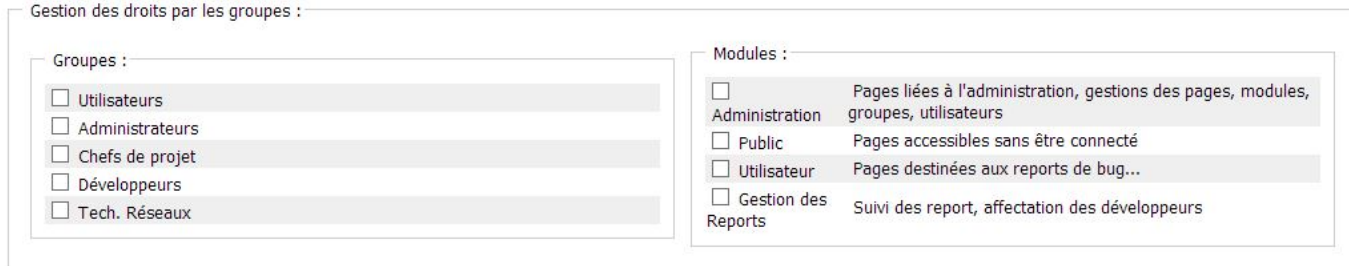 Gestion des droits par les groupes :
Groupes :
Utilisateurs
Administrateurs
Chefs de projet
Développeurs
Tech. Réseaux
Modules :
Administration
Pages liées à l'administration, gestions des pages, modules,
groupes, utilisateurs
Public Pages accessibles sans être connecté
Utilisateur Pages destinées aux reports de bug...
Gestion des
Reports
Suivi des report, affectation des développeurs